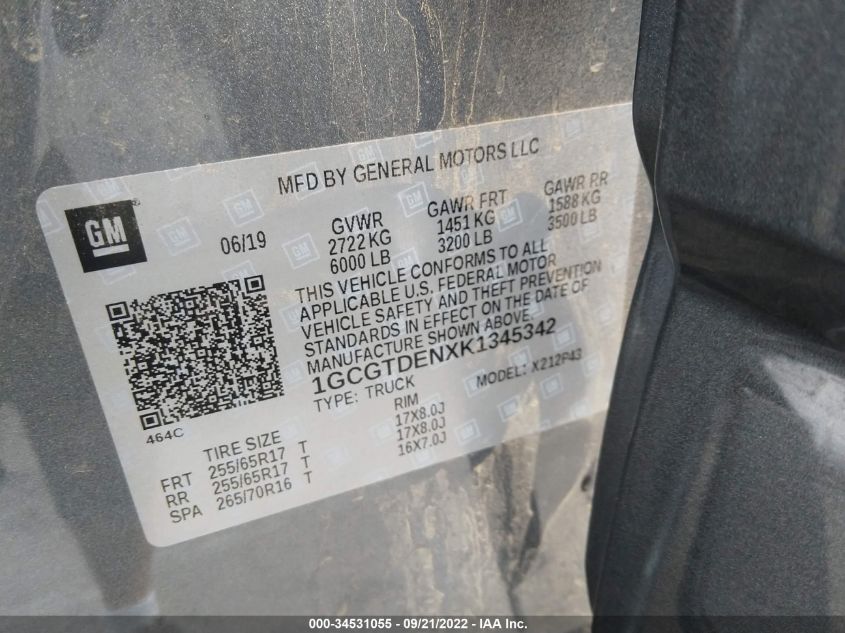 MFD BY GENERAL MOTORS LLC
GM
06/19
GVWR
2722 KG
6000 LB
GAWR FRT
1451 KG
3200 LB
GAWR RR
1588 KG
3500 LB
THIS VEHICLE CONFORMS TO ALL
APPLICABLE U.S. FEDERAL MOTOR
VEHICLE SAFETY AND THEFT PREVENTION
STANDARDS IN EFFECT ON THE DATE OF
MANUFACTURE SHOWN ABOVE.
1GCGTDENXK1345342
TYPE: TRUCK MODEL: X212P43
464C
TIRE SIZE RIM
FRT 255/65R17 T 17X8.0J
RR 255/65R17 T 17X8.0J
SPA 265/70R16 T 16X7.0J
000-34531055 - 09/21/2022 - IAA Inc.